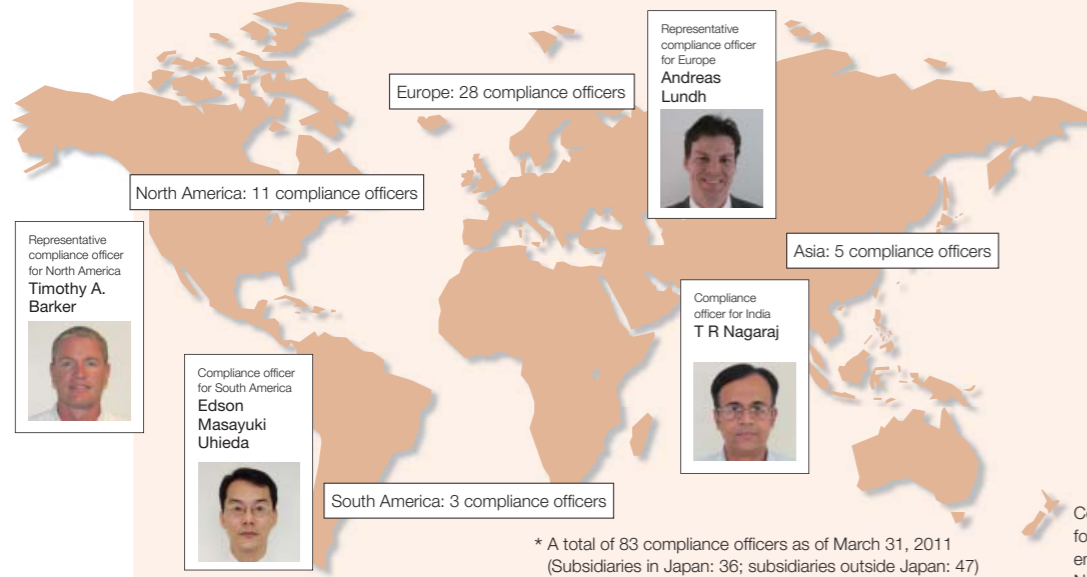 Representative
compliance officer
for Europe
Andreas
Lundh
Europe: 28 compliance officers
North America: 11 compliance officers
Representative
compliance officer
for North America
Timothy A.
Barker
Asia: 5 compliance officers
Compliance
officer for India
T R Nagaraj
Compliance officer
for South America
Edson
Masayuki
Uhieda
South America: 3 compliance officers
* A total of 83 compliance officers as of March 31, 2011
(Subsidiaries in Japan: 36; subsidiaries outside Japan: 47)
fo
en